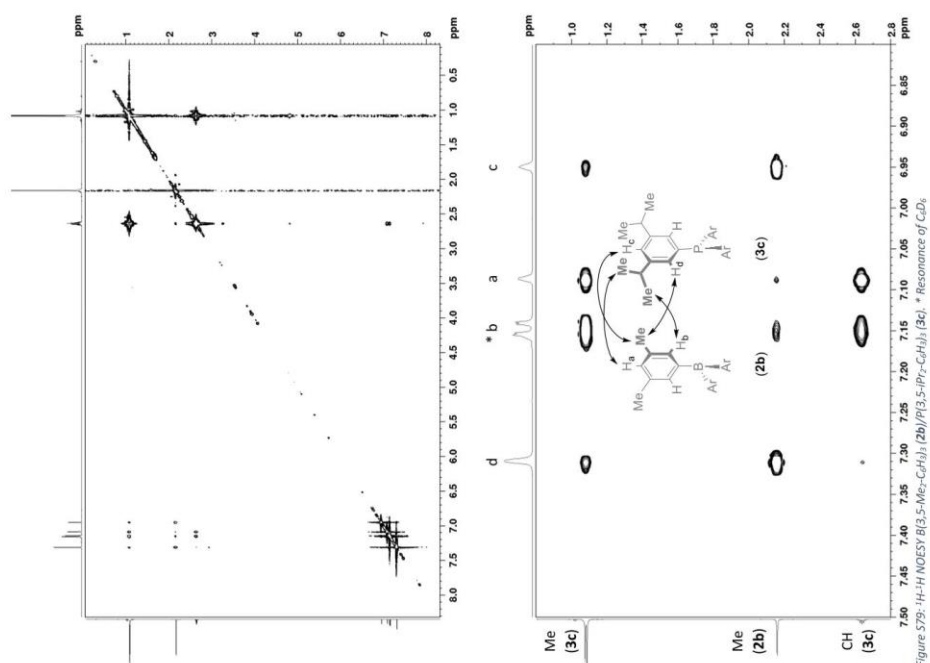 ppm
1
2
3
4
5
6
7
8
8.0 7.5 7.0 6.5 6.0 5.5 5.0 4.5 4.0 3.5 3.0 2.5 2.0 1.5 1.0 0.5 ppm
d * b a c
ppm
Me
(3c)
Me
(2b)
CH
(3c)
1.0
1.2
1.4
1.6
1.8
2.0
2.2
2.4
2.6
2.8
Me
Hₐ
Me
H
H_b
B
Ar
Ar
(2b)
Me
Me
H_c
Me
Me
H_d
H
P
Ar
Ar
(3c)
7.50 7.45 7.40 7.35 7.30 7.25 7.20 7.15 7.10 7.05 7.00 6.95 6.90 6.85 ppm
Figure S79: ¹H-¹H NOESY B(3,5-Me₂-C₆H₃)₃ (2b)/P(3,5-iPr₂-C₆H₃)₃ (3c). * Resonance of C₆D₆